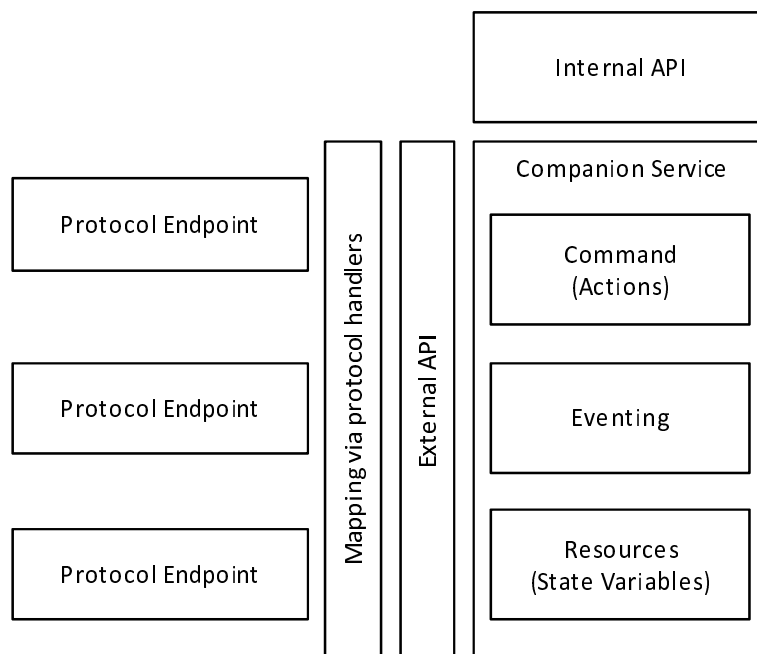 Internal API
Companion Service
Protocol Endpoint
Command
(Actions)
Mapping via protocol handlers
External API
Protocol Endpoint
Eventing
Protocol Endpoint
Resources
(State Variables)